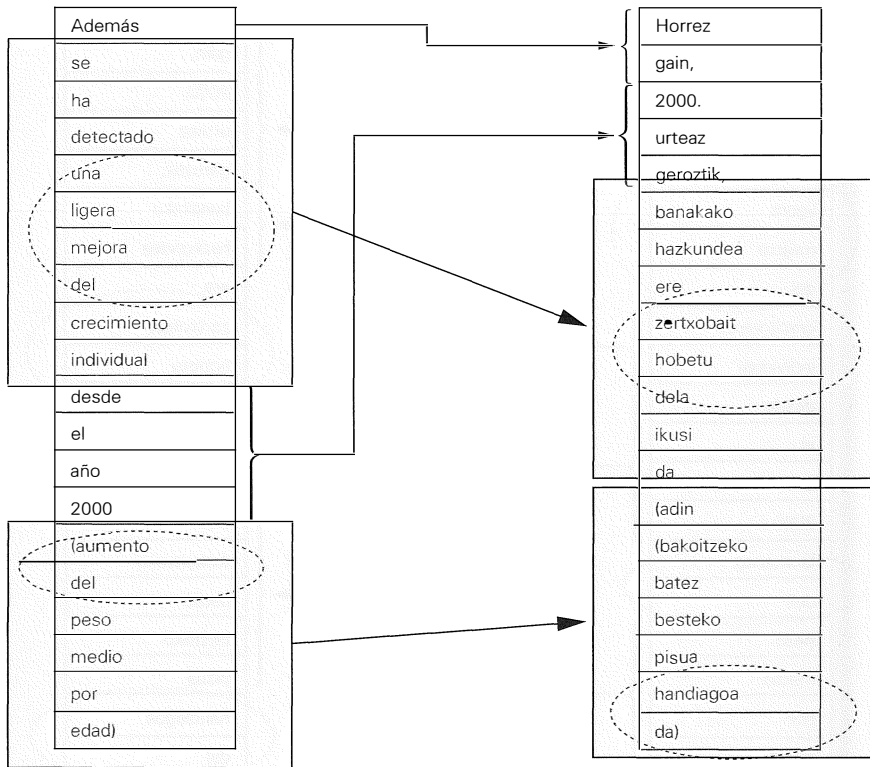 Además
se
ha
detectado
una
ligera
mejora
del
crecimiento
individual
desde
el
año
2000
(aumento
del
peso
medio
por
edad)
Horrez
gain,
2000.
urteaz
geroztik,
banakako
hazkundea
ere
zertxobait
hobetu
dela
ikusi
da
(adin
(bakoitzeko
batez
besteko
pisua
handiagoa
da)